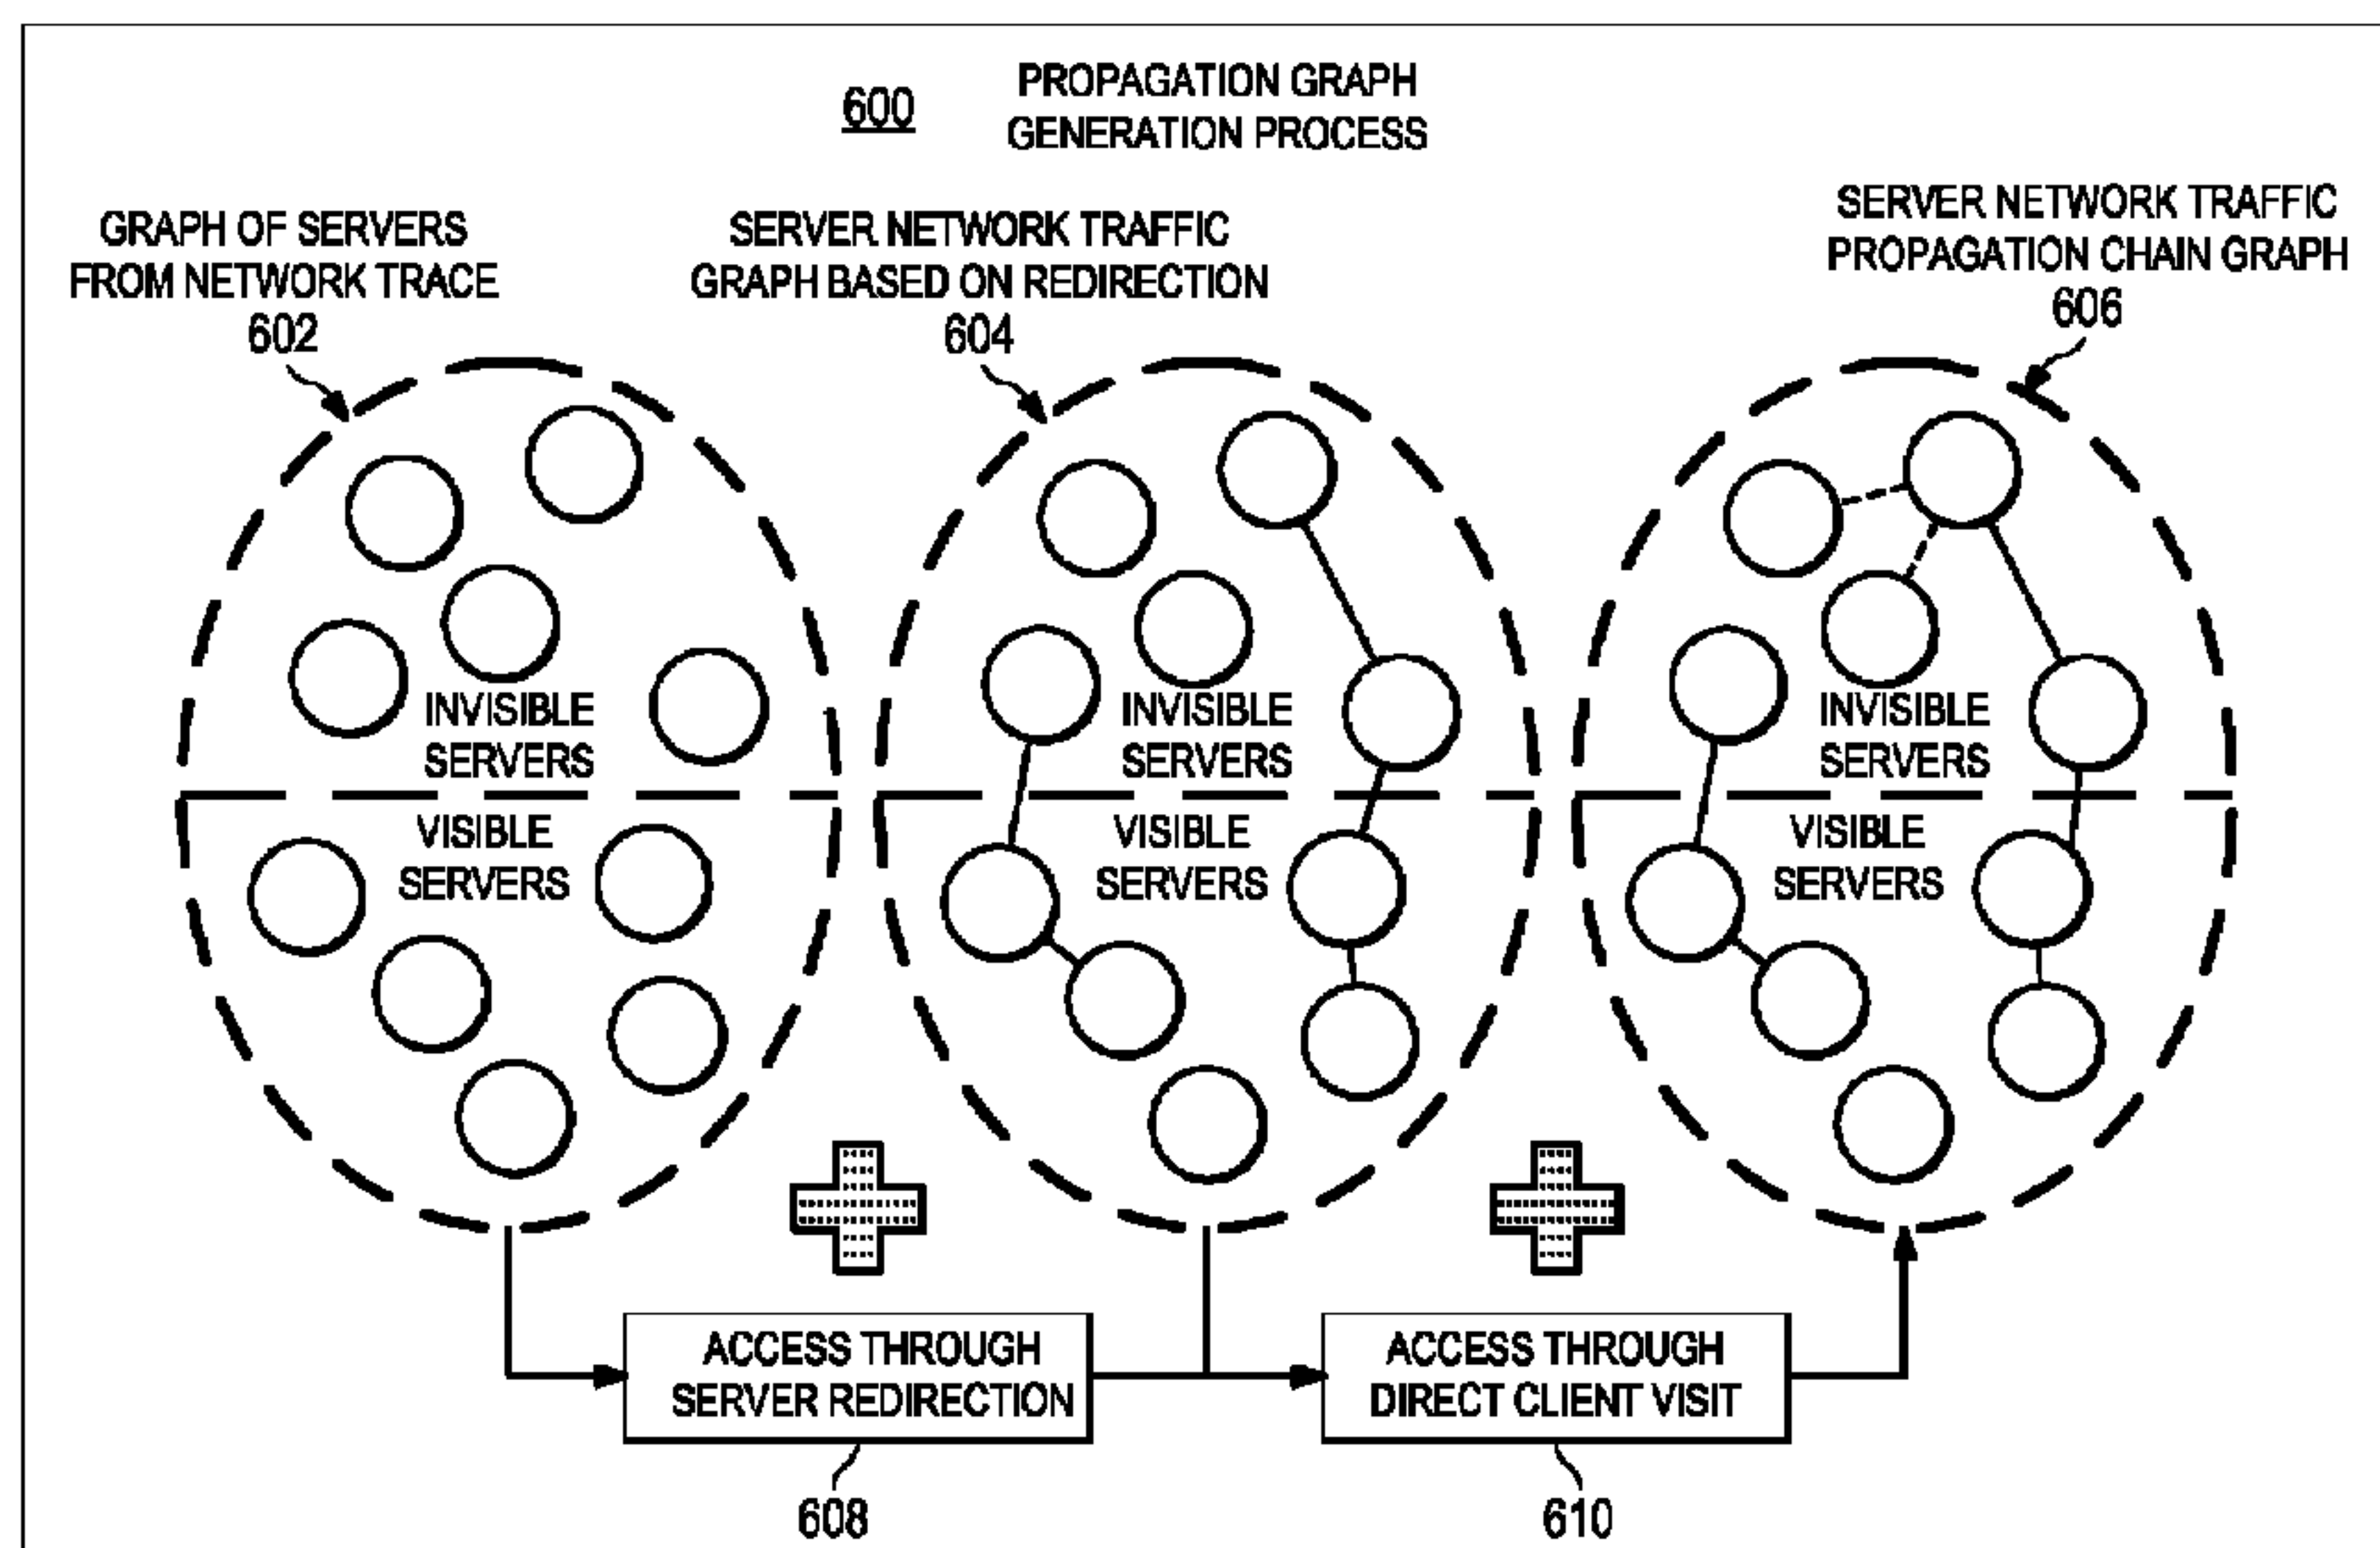 600
PROPAGATION GRAPH
GENERATION PROCESS
GRAPH OF SERVERS
FROM NETWORK TRACE
602
SERVER NETWORK TRAFFIC
GRAPH BASED ON REDIRECTION
604
SERVER NETWORK TRAFFIC
PROPAGATION CHAIN GRAPH
606
INVISIBLE
SERVERS
VISIBLE
SERVERS
INVISIBLE
SERVERS
VISIBLE
SERVERS
INVISIBLE
SERVERS
VISIBLE
SERVERS
ACCESS THROUGH
SERVER REDIRECTION
608
ACCESS THROUGH
DIRECT CLIENT VISIT
610